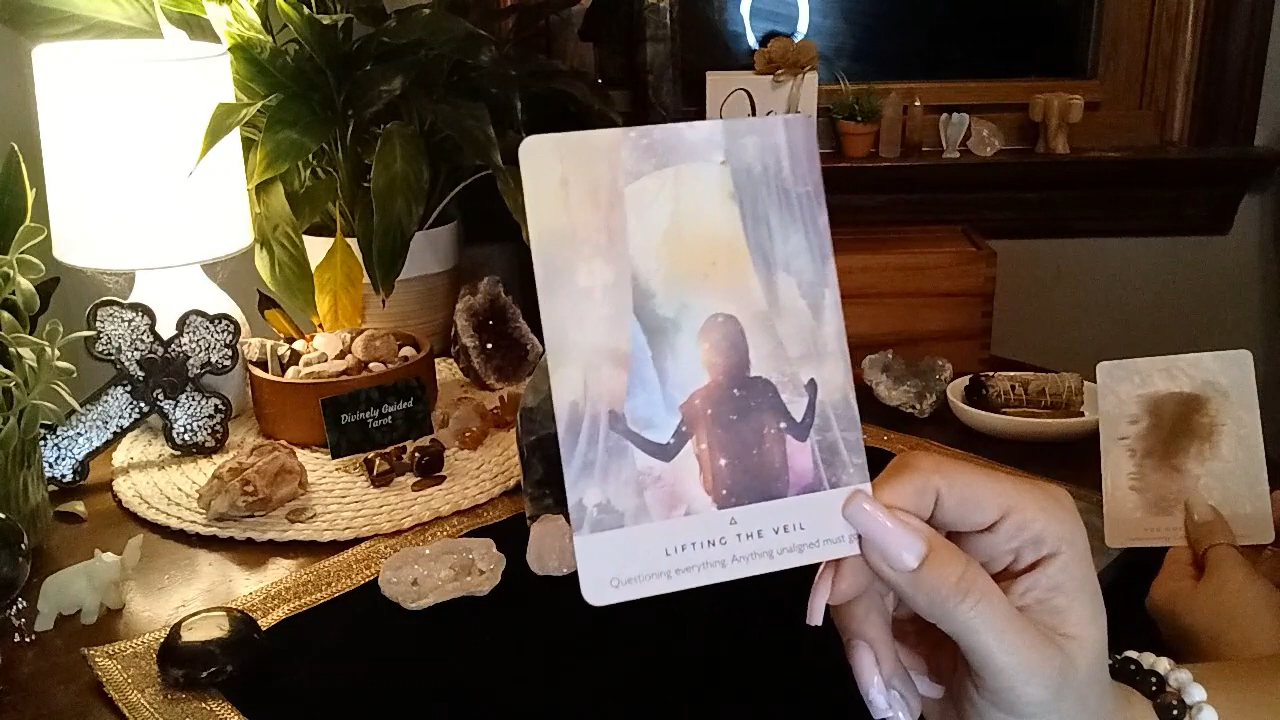 Divinely Guided
Tarot
LIFTING THE VEIL
Questioning everything. Anything unaligned must